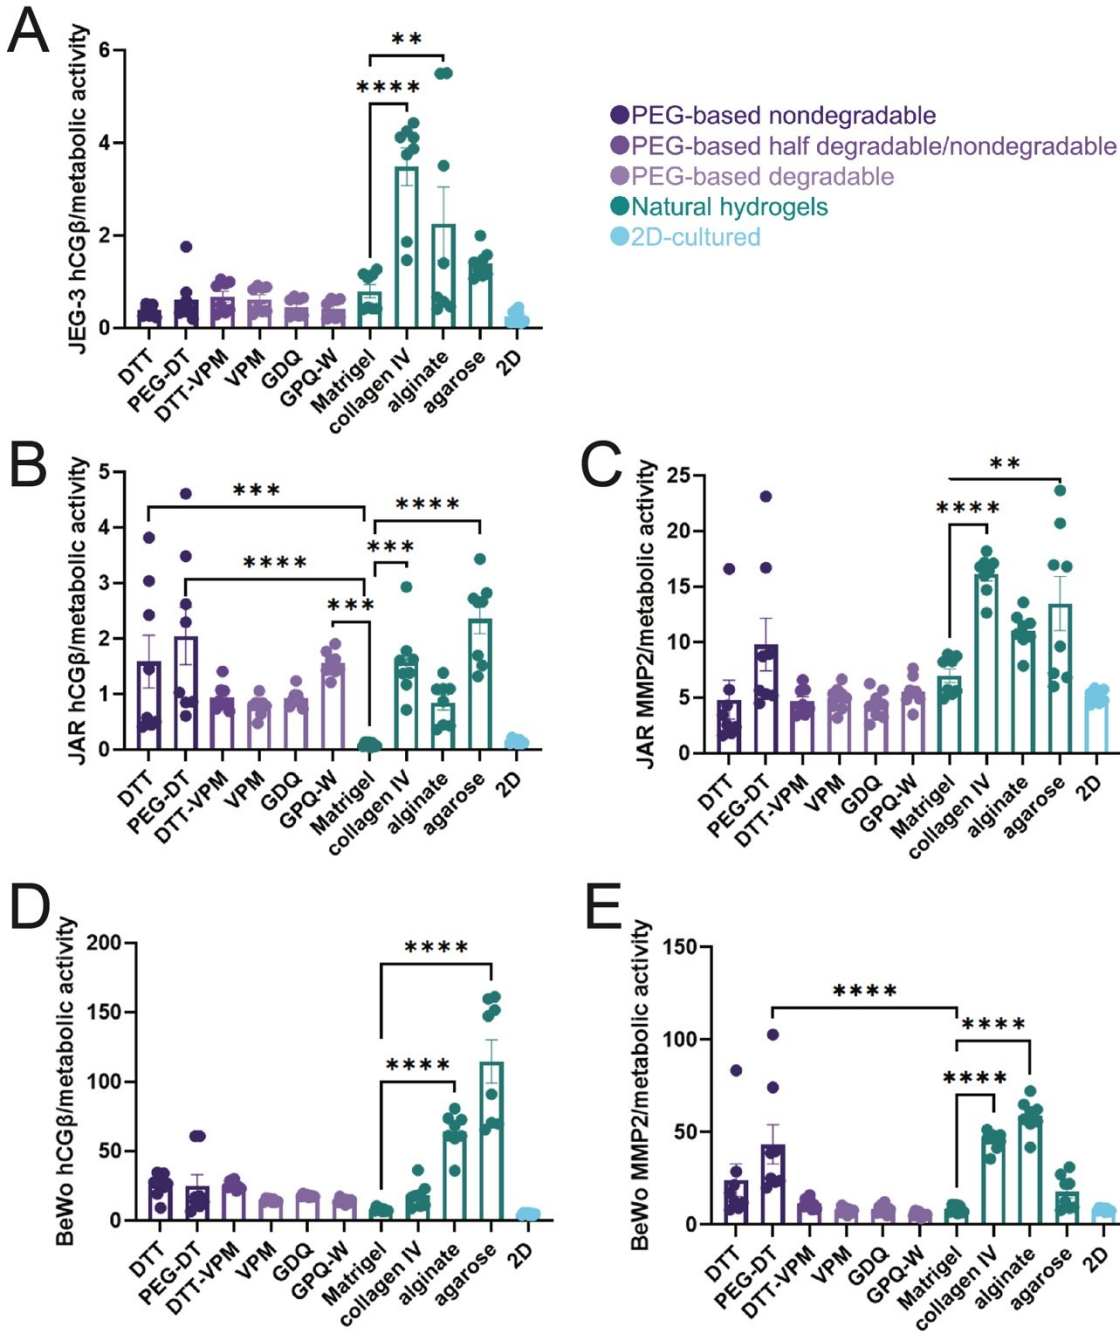 A
JEG-3 hCGβ/metabolic activity
6
4
2
0
**
****
DTT
PEG-DT
DTT-VPM
VPM
GDQ
GPQ-W
Matrigel
collagen IV
alginate
agarose
2D
PEG-based nondegradable
PEG-based half degradable/nondegradable
PEG-based degradable
Natural hydrogels
2D-cultured
B
JAR hCGβ/metabolic activity
5
4
3
2
1
0
***
****
****
***
***
DTT
PEG-DT
DTT-VPM
VPM
GDQ
GPQ-W
Matrigel
collagen IV
alginate
agarose
2D
C
JAR MMP2/metabolic activity
25
20
15
10
5
0
**
****
DTT
PEG-DT
DTT-VPM
VPM
GDQ
GPQ-W
Matrigel
collagen IV
alginate
agarose
2D
D
BeWo hCGβ/metabolic activity
200
150
100
50
0
****
****
DTT
PEG-DT
DTT-VPM
VPM
GDQ
GPQ-W
Matrigel
collagen IV
alginate
agarose
2D
E
BeWo MMP2/metabolic activity
150
100
50
0
****
****
****
DTT
PEG-DT
DTT-VPM
VPM
GDQ
GPQ-W
Matrigel
collagen IV
alginate
agarose
2D